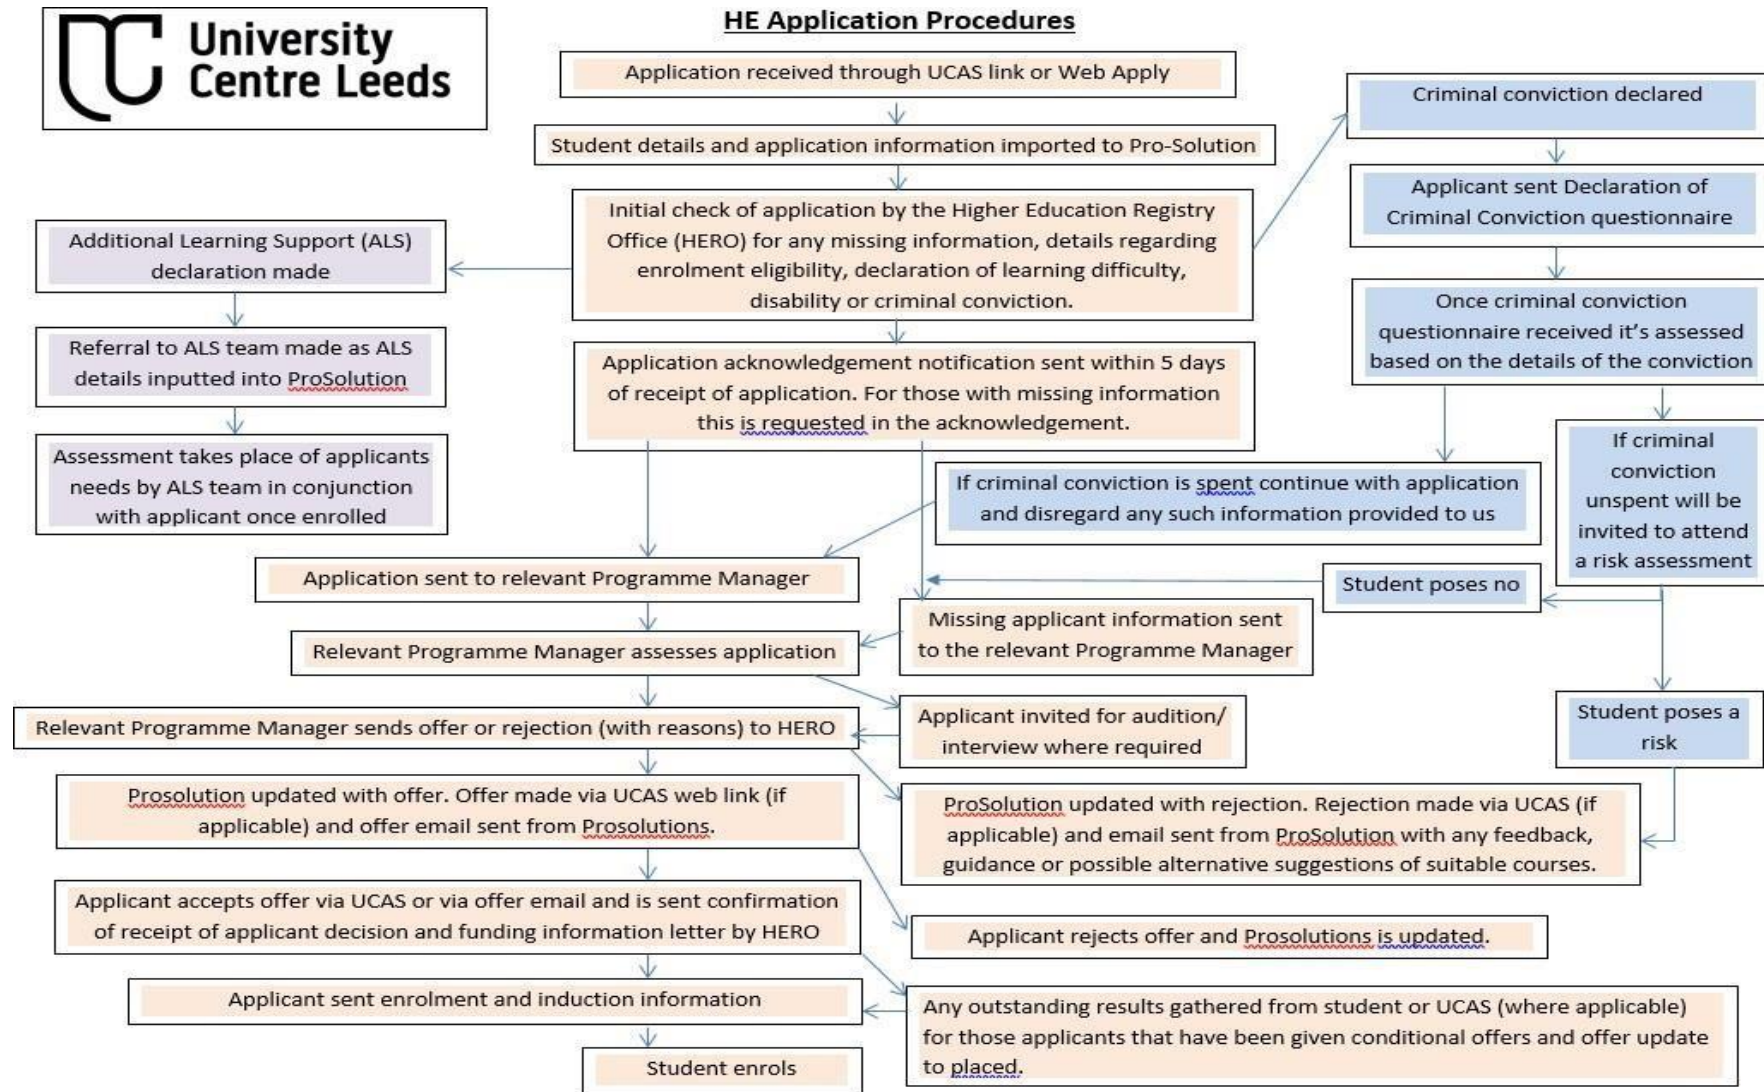 University
Centre Leeds
HE Application Procedures
Application received through UCAS link or Web Apply
Student details and application information imported to Pro-Solution
Initial check of application by the Higher Education Registry
Office (HERO) for any missing information, details regarding
enrolment eligibility, declaration of learning difficulty,
disability or criminal conviction.
Criminal conviction declared
Applicant sent Declaration of
Criminal Conviction questionnaire
Once criminal conviction
questionnaire received it’s assessed
based on the details of the conviction
Additional Learning Support (ALS)
declaration made
Referral to ALS team made as ALS
details inputted into ProSolution
Assessment takes place of applicants
needs by ALS team in conjunction
with applicant once enrolled
Application acknowledgement notification sent within 5 days
of receipt of application. For those with missing information
this is requested in the acknowledgement.
If criminal conviction is spent continue with application
and disregard any such information provided to us
If criminal
conviction
unspent will be
invited to attend
a risk assessment
Application sent to relevant Programme Manager
Student poses no
Missing applicant information sent
to the relevant Programme Manager
Relevant Programme Manager assesses application
Applicant invited for audition/
interview where required
Student poses a
risk
Relevant Programme Manager sends offer or rejection (with reasons) to HERO
Prosolution updated with offer. Offer made via UCAS web link (if
applicable) and offer email sent from Prosolutions.
ProSolution updated with rejection. Rejection made via UCAS (if
applicable) and email sent from ProSolution with any feedback,
guidance or possible alternative suggestions of suitable courses.
Applicant accepts offer via UCAS or via offer email and is sent confirmation
of receipt of applicant decision and funding information letter by HERO
Applicant rejects offer and Prosolutions is updated.
Applicant sent enrolment and induction information
Any outstanding results gathered from student or UCAS (where applicable)
for those applicants that have been given conditional offers and offer update
to placed.
Student enrols